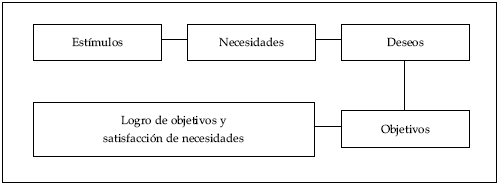 Estímulos
Necesidades
Deseos
Logro de objetivos y
satisfacción de necesidades
Objetivos